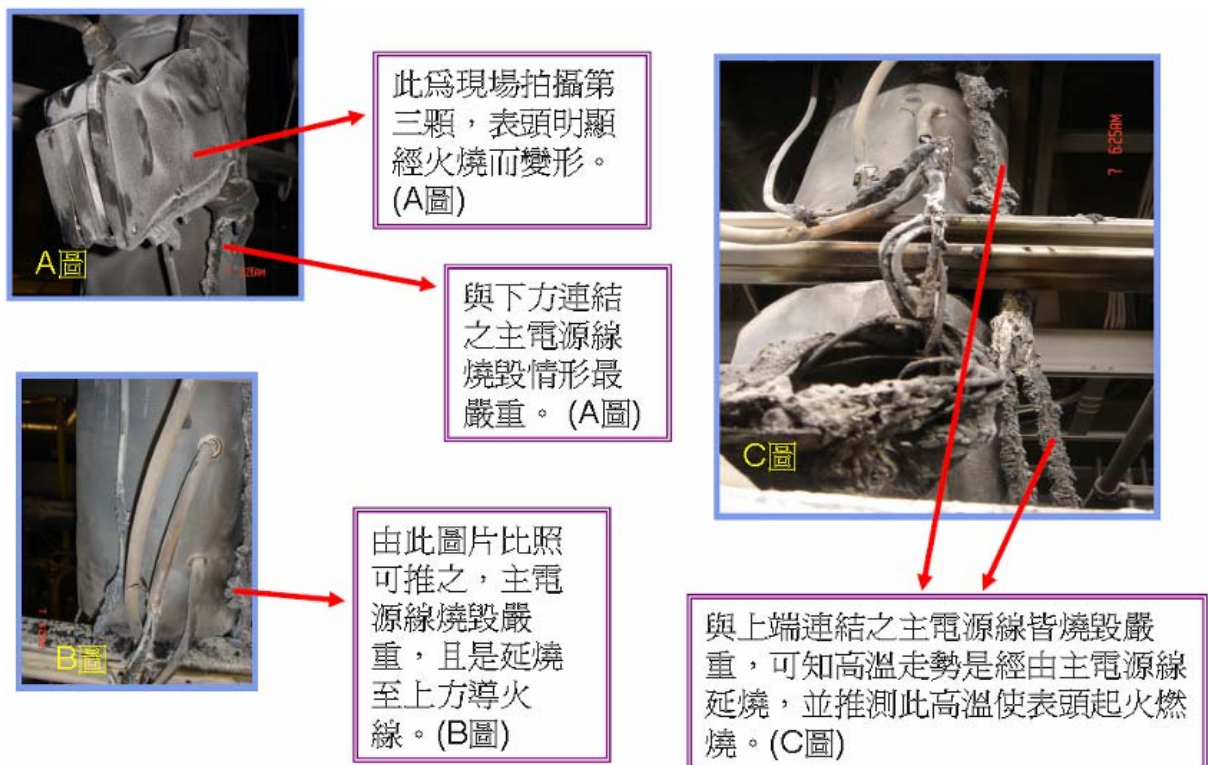 此為現場拍攝第
三顆，表頭明顯
經火燒而變形。
(A圖)
A圖
與下方連結
之主電源線
燒毀情形最
嚴重。 (A圖)
7 6:25AM
C圖
由此圖片比照
可推之，主電
源線燒毀嚴
重，且是延燒
至上方導火
線。(B圖)
B圖
與上端連結之主電源線皆燒毀嚴
重，可知高溫走勢是經由主電源線
延燒，並推測此高溫使表頭起火燃
燒。(C圖)